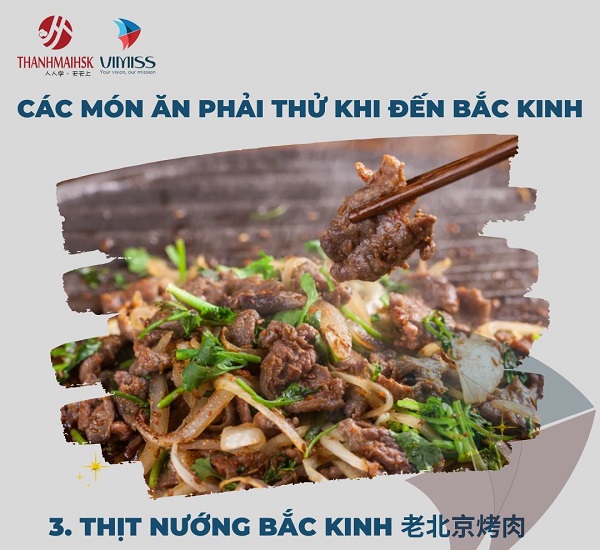 THANHMAIHSK
人人学 · 天天上
VIMISS
Your vision, our mission
CÁC MÓN ĂN PHẢI THỬ KHI ĐẾN BẮC KINH
3. THỊT NƯỚNG BẮC KINH 老北京烤肉